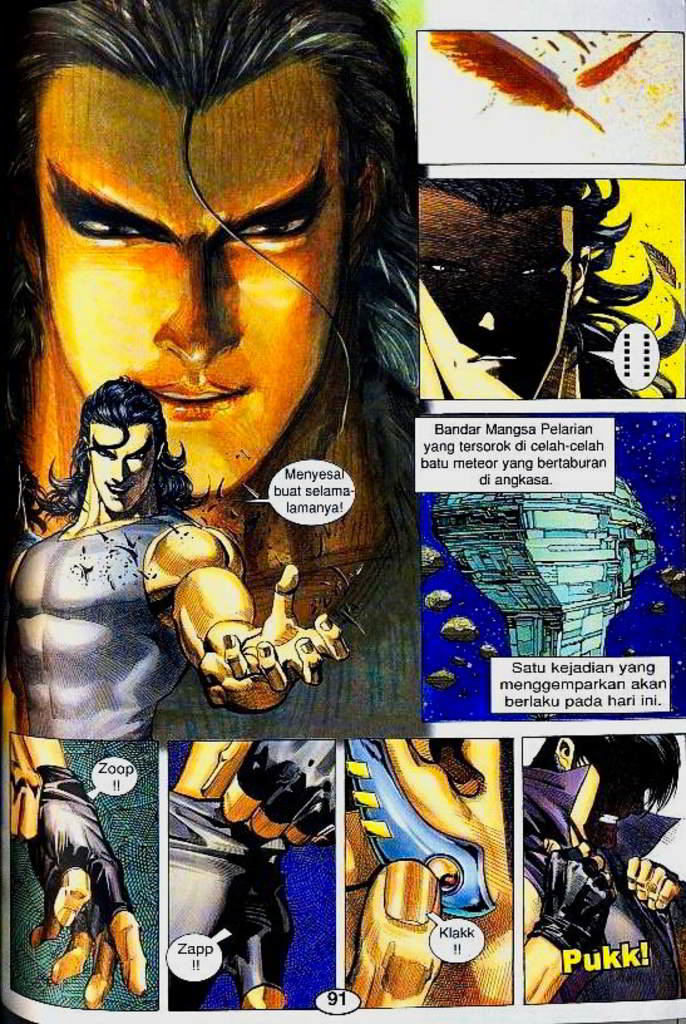 Menyesal
buat selama-
lamanya!
Bandar Mangsa Pelarian
yang tersorok di celah-celah
batu meteor yang bertaburan
di angkasa.
Satu kejadian yang
menggemparkan akan
berlaku pada hari ini.
Zoop
!!
Zapp
!!
Klakk
!!
Pukk!
91